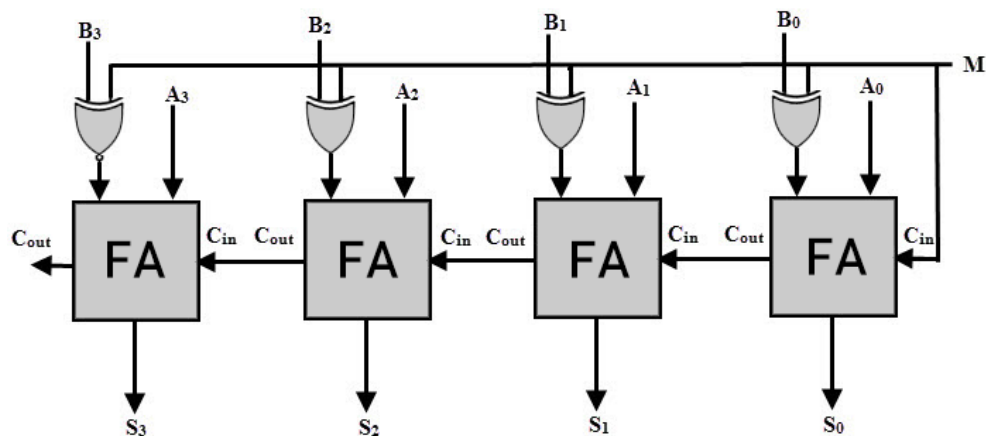 B₃ B₂ B₁ B₀
M
A₃ A₂ A₁ A₀
Cout FA Cin Cout FA Cin Cout FA Cin Cout FA Cin
S₃ S₂ S₁ S₀